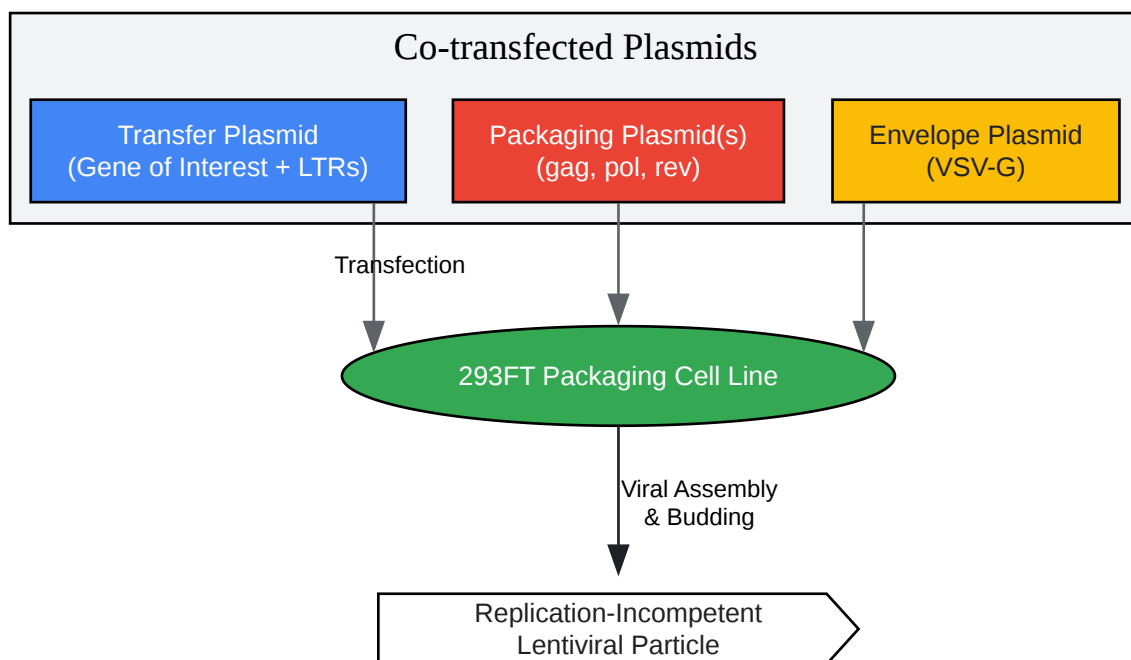 Co-transfected Plasmids
Transfer Plasmid
(Gene of Interest + LTRs)
Packaging Plasmid(s)
(gag, pol, rev)
Envelope Plasmid
(VSV-G)
Transfection
293FT Packaging Cell Line
Viral Assembly
& Budding
Replication-Incompetent
Lentiviral Particle